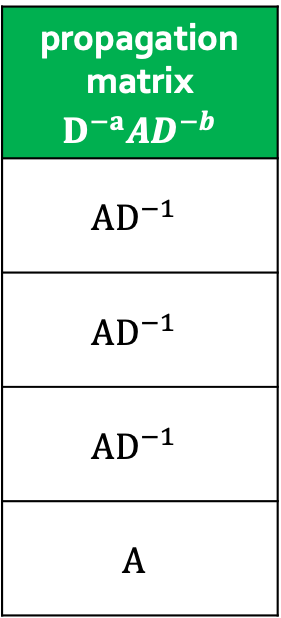 propagation
matrix
D⁻ᵃAD⁻ᵇ
AD⁻¹
AD⁻¹
AD⁻¹
A